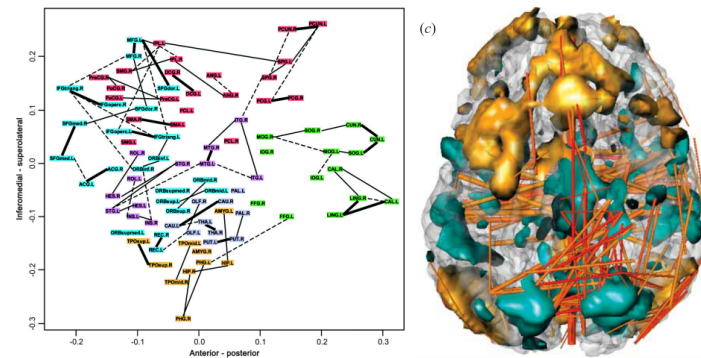 (c)
PCUN.L
PCUN.R
MFG.L
IPL.L
MFG.R
IPL.R
SPG.L
SMG.R
DCG.R
ANG.L
SPG.R
PreCG.R
DCG.L
IFGtriang.R
PoCG.R
SFGdor.L
ANG.R
PoCG.L
PreCG.L
PCG.L
PCG.R
IFGoperc.R
SFGdor.R
PCL.L
SMA.R
SMA.L
SFGmed.R
ITG.R
CUN.R
IFGoperc.L
IFGtriang.L
MOG.R
SOG.R
CUN.L
SMG.L
PCL.R
ROL.R
MTG.R
IOG.R
MOG.L
SOG.L
SFGmed.L
STG.R
MTG.L
ACG.R
CAL.R
ROL.L
ITG.L
IOG.L
ACG.L
ORBmid.R
ORBsupmed.R
ORBmid.L
PAL.L
HES.R
LING.R
ORBsup.L
OLF.R
CAU.R
FFG.R
CAL.L
HES.L
STG.L
ORBsup.R
AMYG.L
PAL.R
FFG.L
LING.L
INS.L
INS.R
THA.L
CAU.L
ORBsupmed.L
REC.R
OLF.L
THA.R
TPOsup.L
PUT.L
PUT.R
REC.L
TPOmid.L
AMYG.R
TPOsup.R
PHG.L
HIP.L
HIP.R
TPOmid.R
PHG.R
0.2
0.1
0.0
-0.1
-0.2
-0.3
Inferomedial - superolateral
-0.2 -0.1 0.0 0.1 0.2 0.3
Anterior - posterior